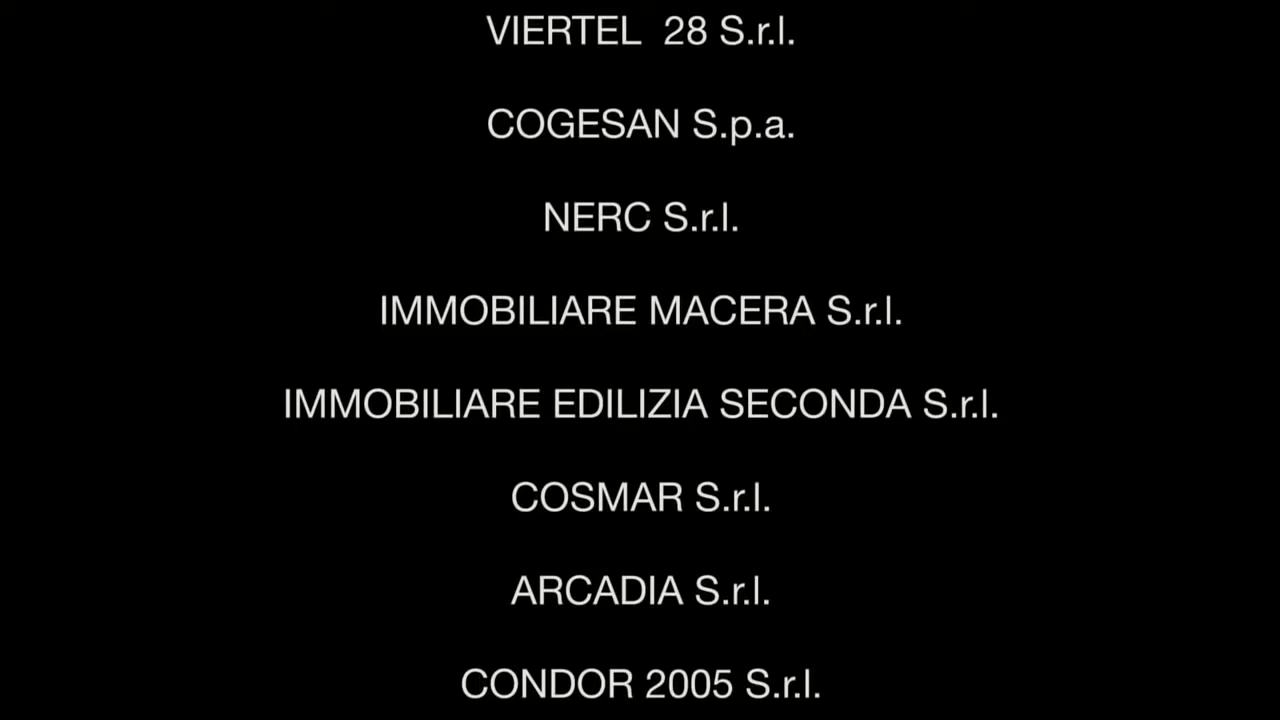 VIERTEL  28 S.r.l.
COGESAN S.p.a.
NERC S.r.l.
IMMOBILIARE MACERA S.r.l.
IMMOBILIARE EDILIZIA SECONDA S.r.l.
COSMAR S.r.l.
ARCADIA S.r.l.
CONDOR 2005 S.r.l.